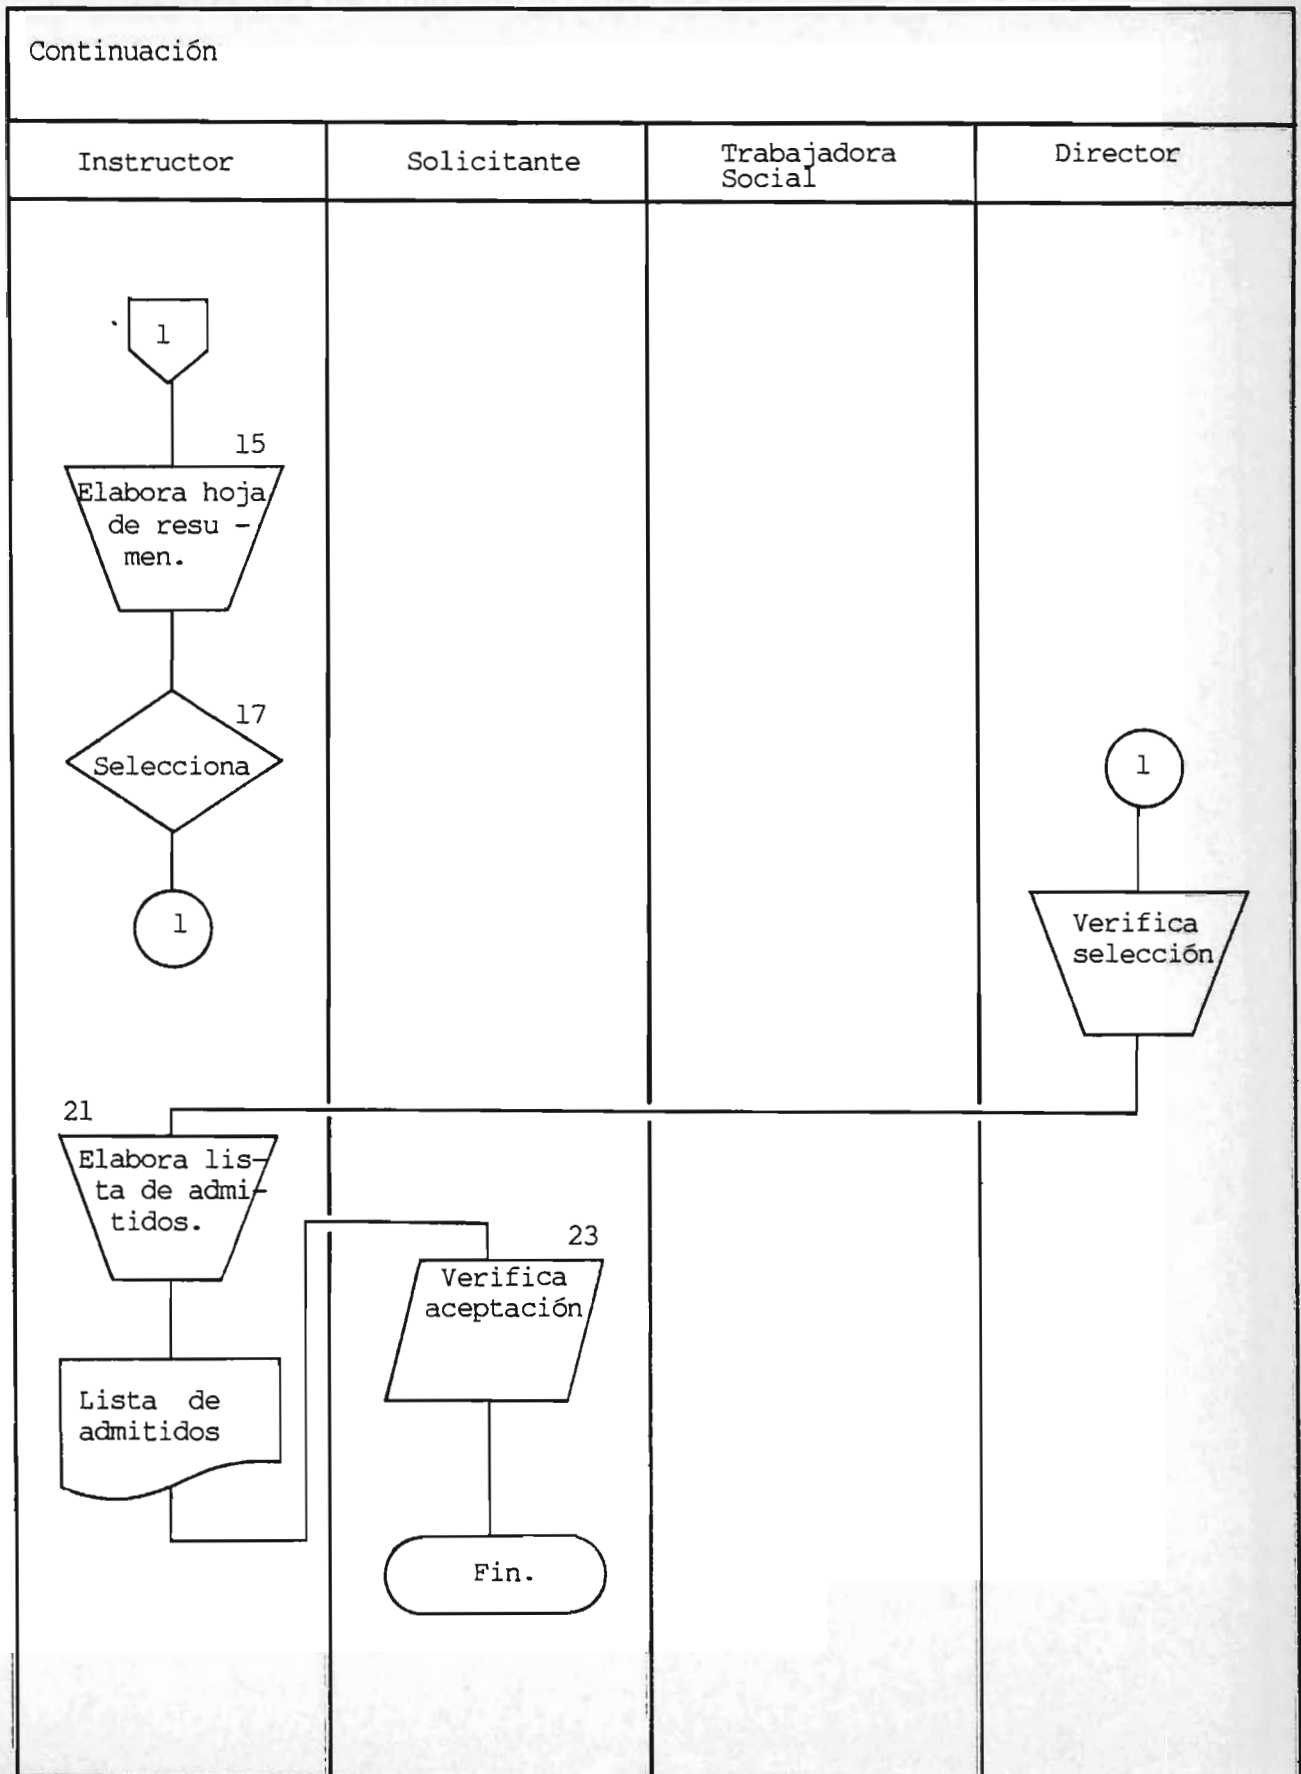 Continuación
Instructor
Solicitante
Trabajadora
Social
Director
1
15
Elabora hoja
de resu -
men.
17
Selecciona
1
1
Verifica
selección
21
Elabora lis-
ta de admi-
tidos.
Lista de
admitidos
23
Verifica
aceptación
Fin.